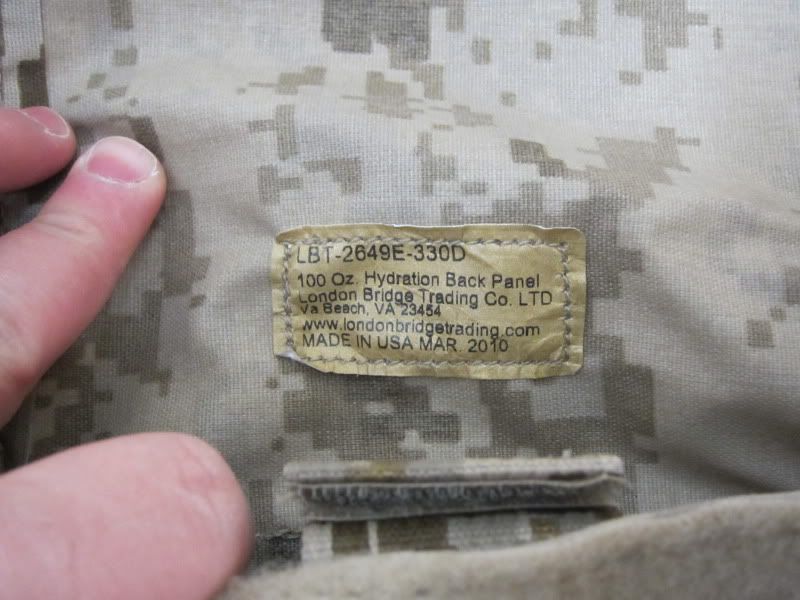 LBT-2649E-330D
100 Oz. Hydration Back Panel
London Bridge Trading Co. LTD
Va Beach, VA 23454
www.londonbridgetrading.com
MADE IN USA MAR. 2010